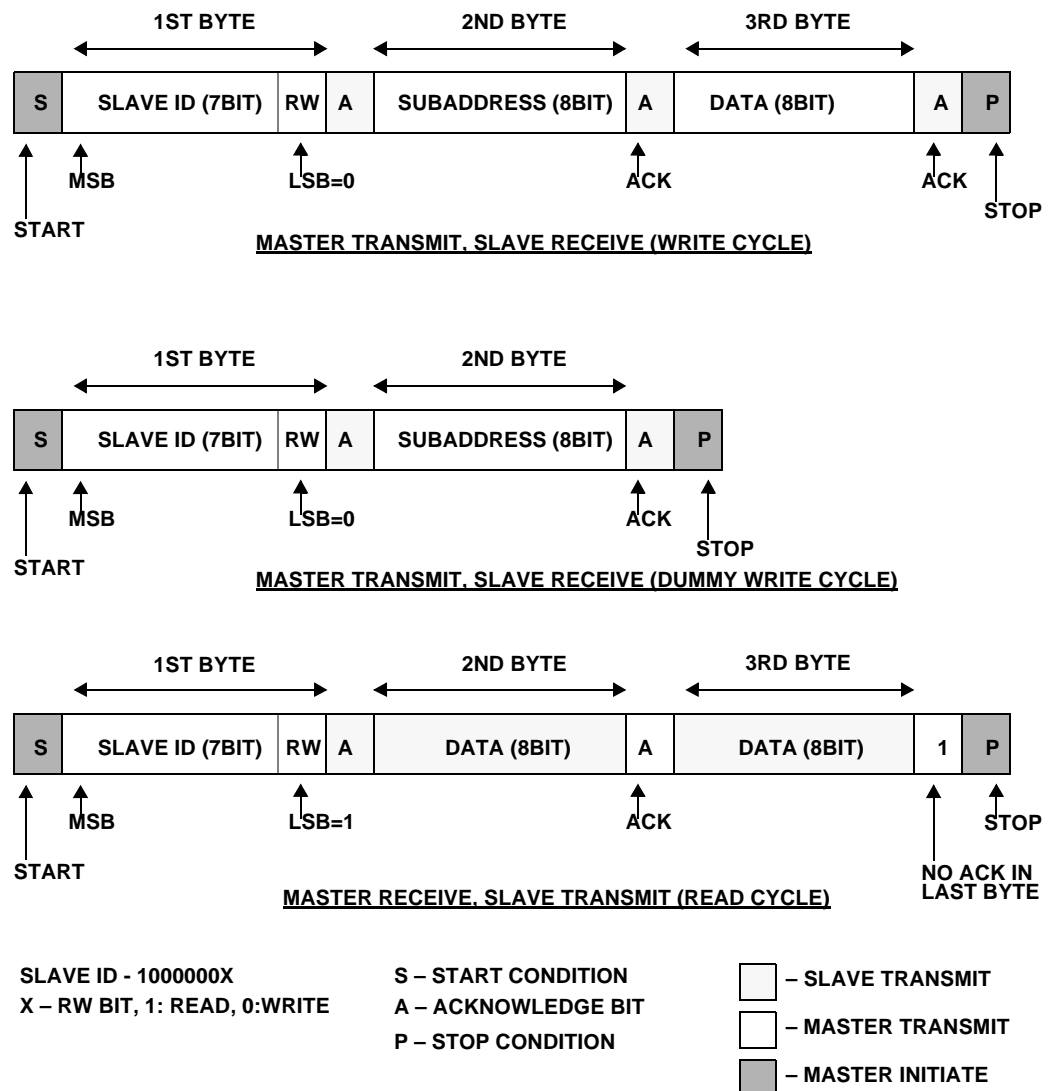 1ST BYTE 2ND BYTE 3RD BYTE
S SLAVE ID (7BIT) RW A SUBADDRESS (8BIT) A DATA (8BIT) A P
MSB LSB=0 ACK ACK
START STOP
MASTER TRANSMIT, SLAVE RECEIVE (WRITE CYCLE)
1ST BYTE 2ND BYTE
S SLAVE ID (7BIT) RW A SUBADDRESS (8BIT) A P
MSB LSB=0 ACK
START STOP
MASTER TRANSMIT, SLAVE RECEIVE (DUMMY WRITE CYCLE)
1ST BYTE 2ND BYTE 3RD BYTE
S SLAVE ID (7BIT) RW A DATA (8BIT) A DATA (8BIT) 1 P
MSB LSB=1 ACK STOP
START NO ACK IN
LAST BYTE
MASTER RECEIVE, SLAVE TRANSMIT (READ CYCLE)
SLAVE ID - 1000000X
X – RW BIT, 1: READ, 0:WRITE
S – START CONDITION
A – ACKNOWLEDGE BIT
P – STOP CONDITION
– SLAVE TRANSMIT
– MASTER TRANSMIT
– MASTER INITIATE